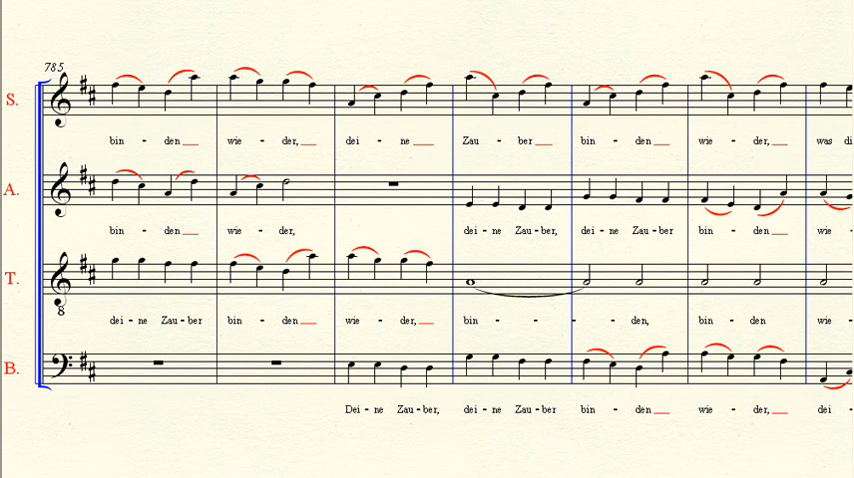 785
S.
bin - den wie - der, dei - ne Zau - ber bin - den wie - der, was di
A.
bin - den wie - der, dei - ne Zau - ber, dei - ne Zau - ber bin - den wie -
T.
8
dei - ne Zau - ber bin - den wie - der, bin - - - den, bin - den wie -
B.
Dei - ne Zau - ber, dei - ne Zau - ber bin - den wie - der, dei -